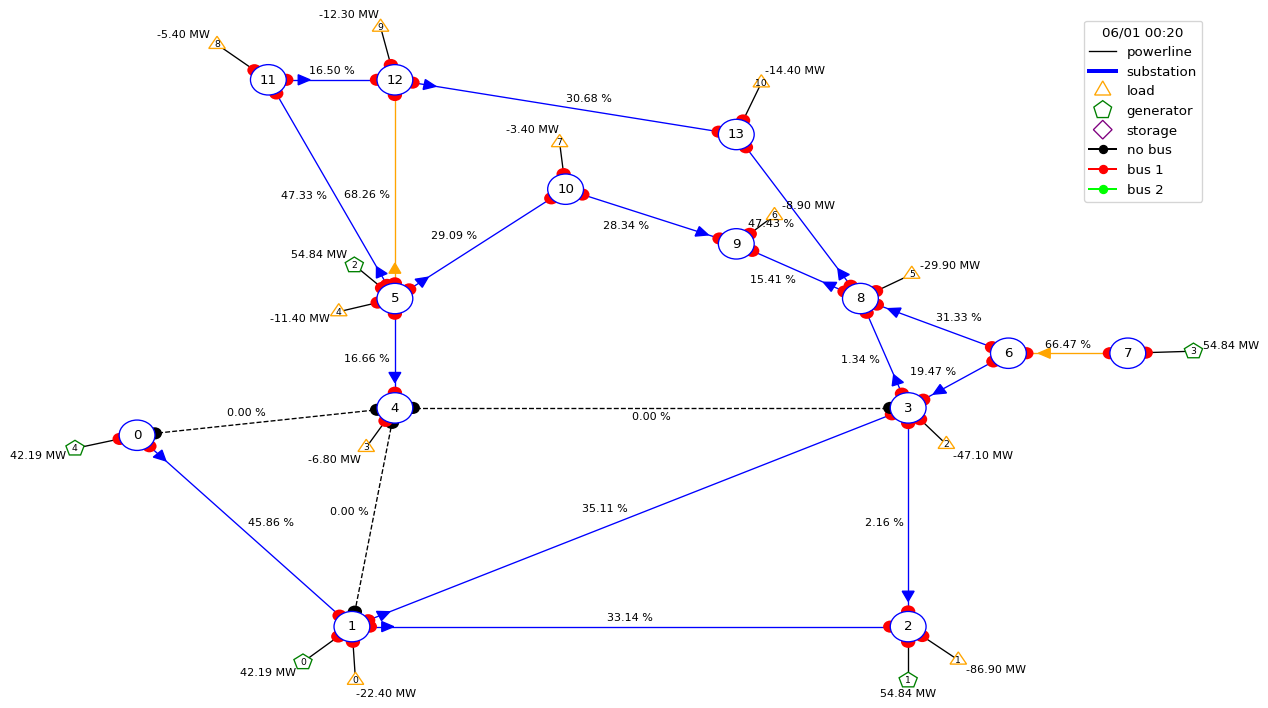 -12.30 MW
9
06/01 00:20
powerline
substation
load
generator
storage
no bus
bus 1
bus 2
-5.40 MW
8
11
16.50 %
12
30.68 %
-14.40 MW
10
13
-3.40 MW
7
10
47.33 %
68.26 %
29.09 %
28.34 %
-8.90 MW
6
47.43 %
9
54.84 MW
2
5
-11.40 MW
4
15.41 %
-29.90 MW
5
8
31.33 %
66.47 %
6
7
3
54.84 MW
16.66 %
1.34 %
19.47 %
0.00 %
4
0.00 %
3
0
4
42.19 MW
3
-6.80 MW
2
-47.10 MW
0.00 %
35.11 %
45.86 %
2.16 %
1
33.14 %
2
0
42.19 MW
0
-22.40 MW
1
-86.90 MW
1
54.84 MW